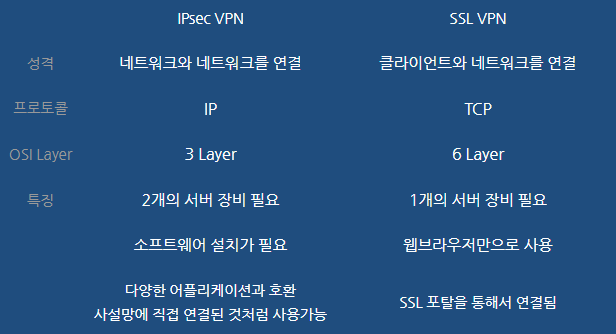 IPsec VPN SSL VPN
성격 네트워크와 네트워크를 연결 클라이언트와 네트워크를 연결
프로토콜 IP TCP
OSI Layer 3 Layer 6 Layer
특징 2개의 서버 장비 필요 1개의 서버 장비 필요
소프트웨어 설치가 필요 웹브라우저만으로 사용
다양한 어플리케이션과 호환
사설망에 직접 연결된 것처럼 사용가능 SSL 포탈을 통해서 연결됨